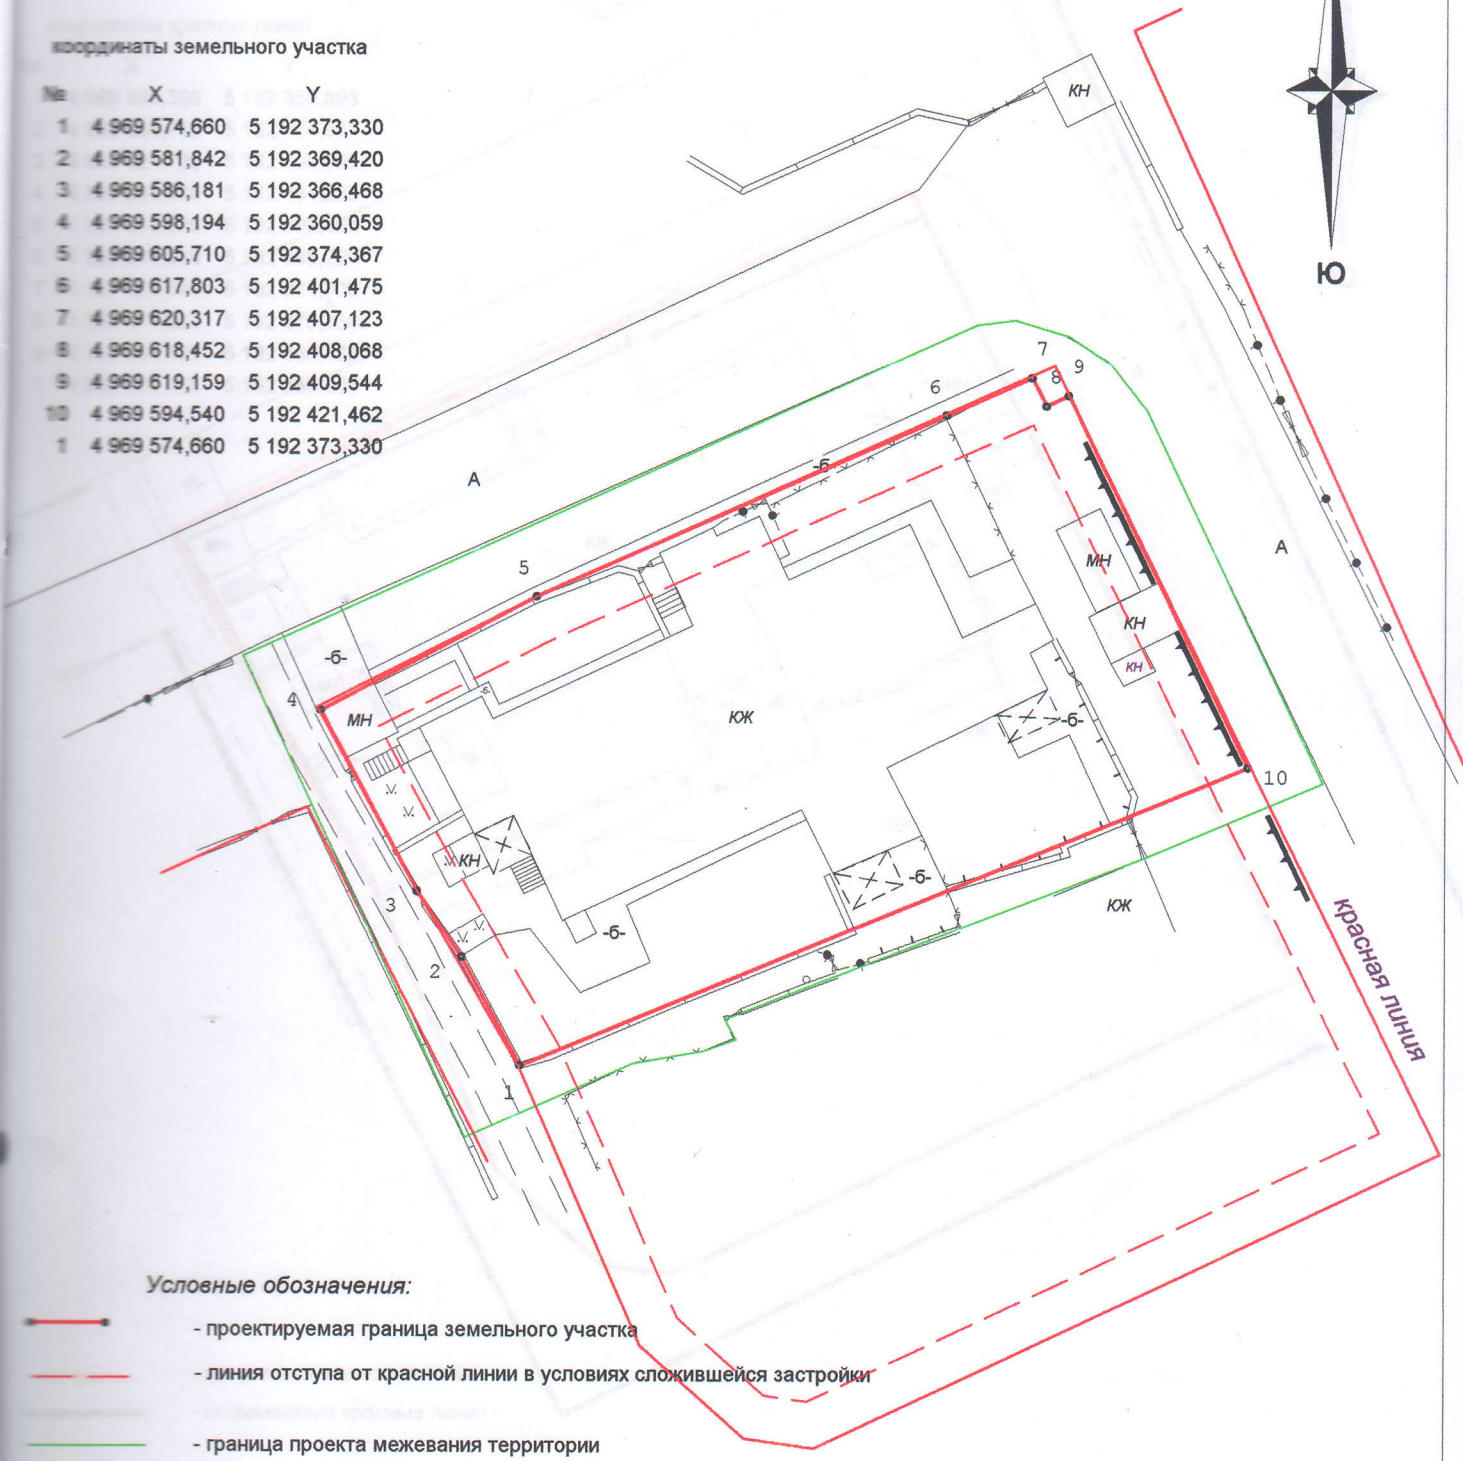 координаты земельного участка
№ X Y
1 4 969 574,660 5 192 373,330
2 4 969 581,842 5 192 369,420
3 4 969 586,181 5 192 366,468
4 4 969 598,194 5 192 360,059
5 4 969 605,710 5 192 374,367
6 4 969 617,803 5 192 401,475
7 4 969 620,317 5 192 407,123
8 4 969 618,452 5 192 408,068
9 4 969 619,159 5 192 409,544
10 4 969 594,540 5 192 421,462
1 4 969 574,660 5 192 373,330
КН
Ю
7
9
8
6
А
-б-
5
А
МН
КН
КН
-б-
-б-
4
МН
КЖ
-б-
10
КН
-б-
3
КЖ
-б-
2
1
красная линия
Условные обозначения:
- проектируемая граница земельного участка
- линия отступа от красной линии в условиях сложившейся застройки
- граница проекта межевания территории